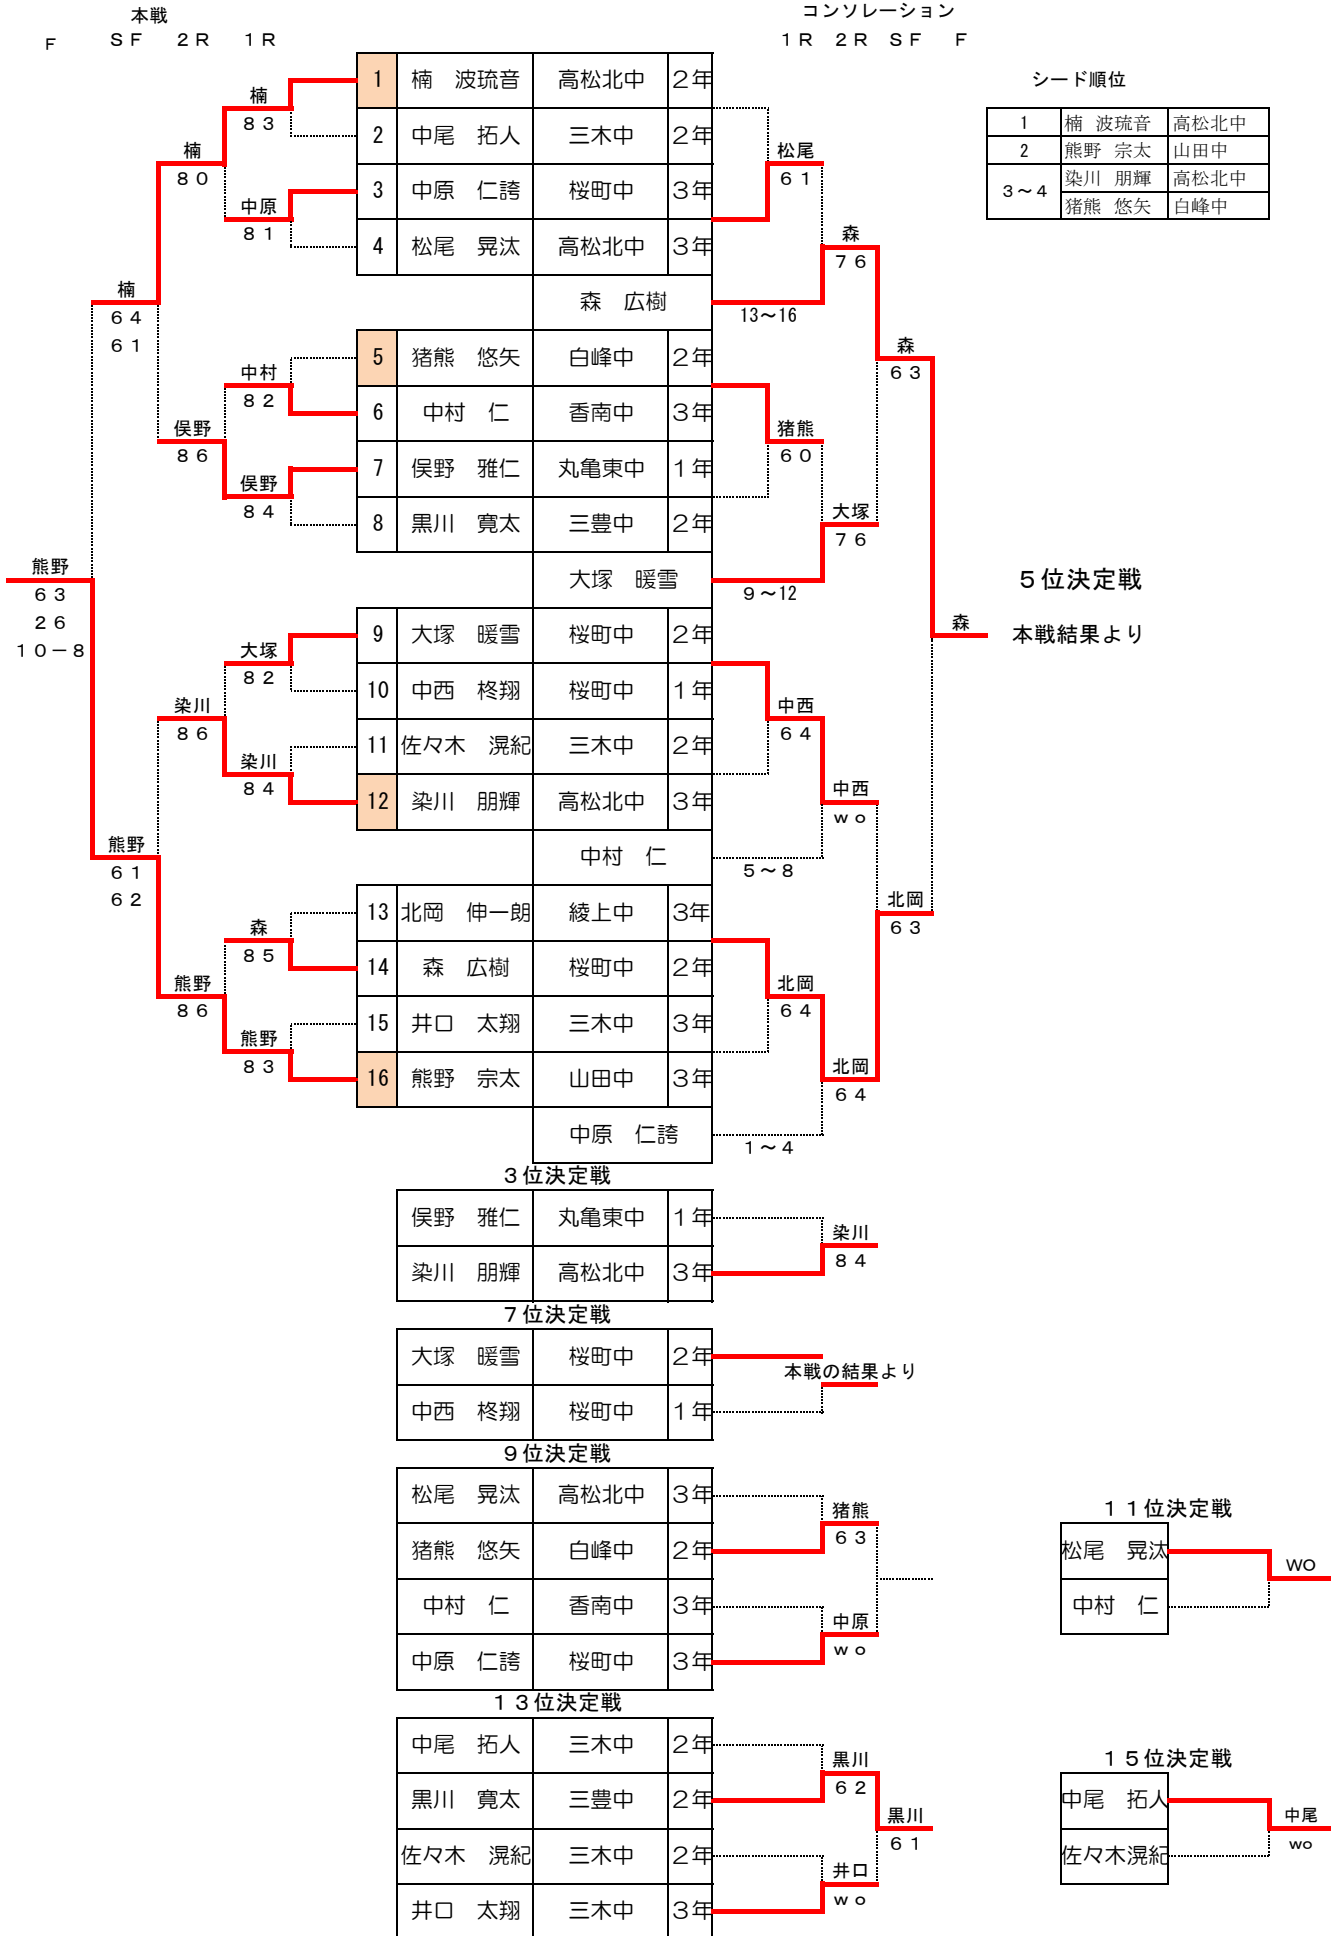 本戦
コンソレーション
F ＳＦ ２Ｒ １Ｒ
１Ｒ ２Ｒ ＳＦ F
シード順位
1 楠 波琉音 高松北中
2 熊野 宗太 山田中
3～4 染川 朋輝 高松北中
猪熊 悠矢 白峰中
1 楠 波琉音 高松北中 2年
2 中尾 拓人 三木中 2年
3 中原 仁誇 桜町中 3年
4 松尾 晃汰 高松北中 3年
森 広樹
5 猪熊 悠矢 白峰中 2年
6 中村 仁 香南中 3年
7 俣野 雅仁 丸亀東中 1年
8 黒川 寛太 三豊中 2年
大塚 暖雪
9 大塚 暖雪 桜町中 2年
10 中西 柊翔 桜町中 1年
11 佐々木 滉紀 三木中 2年
12 染川 朋輝 高松北中 3年
中村 仁
13 北岡 伸一朗 綾上中 3年
14 森 広樹 桜町中 2年
15 井口 太翔 三木中 3年
16 熊野 宗太 山田中 3年
中原 仁誇
楠
８３
中原
８１
中村
８２
俣野
８４
大塚
８２
染川
８４
森
８５
熊野
８３
楠
８０
俣野
８６
染川
８６
熊野
８６
楠
６４
６１
熊野
６１
６２
熊野
６３
２６
１０－８
松尾
６１
猪熊
６０
中西
６４
北岡
６４
13～16
９～12
５～８
１～４
森
７６
大塚
７６
中西
ｗｏ
北岡
６４
森
６３
北岡
６３
森
５位決定戦
本戦結果より
３位決定戦
俣野 雅仁 丸亀東中 1年
染川 朋輝 高松北中 3年
染川
８４
７位決定戦
大塚 暖雪 桜町中 2年
中西 柊翔 桜町中 1年
本戦の結果より
９位決定戦
松尾 晃汰 高松北中 3年
猪熊 悠矢 白峰中 2年
中村 仁 香南中 3年
中原 仁誇 桜町中 3年
猪熊
６３
中原
ｗｏ
１１位決定戦
松尾 晃汰
中村 仁
WO
１３位決定戦
中尾 拓人 三木中 2年
黒川 寛太 三豊中 2年
佐々木 滉紀 三木中 2年
井口 太翔 三木中 3年
黒川
６２
井口
ｗｏ
黒川
６１
１５位決定戦
中尾 拓人
佐々木滉紀
中尾
wo